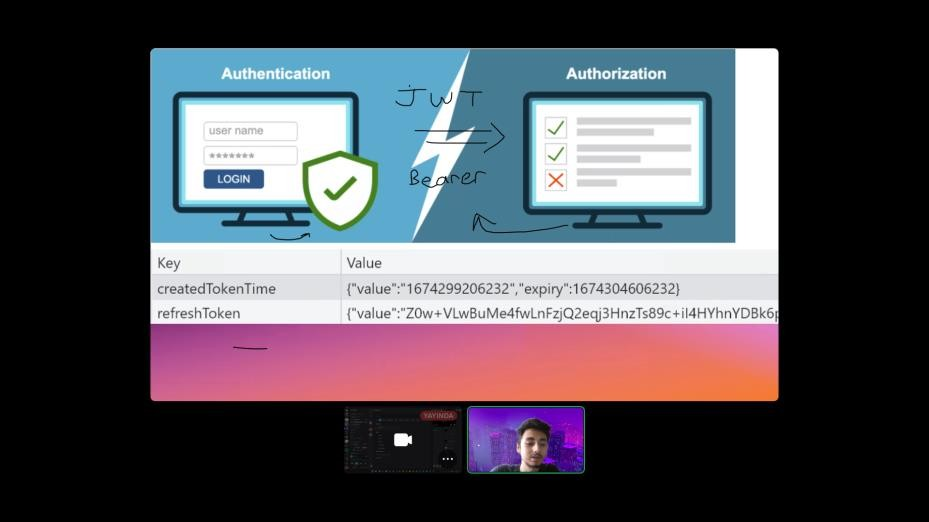 Authentication
Authorization
JWT
user name
*******
LOGIN
Bearer
Key Value
createdTokenTime {"value":"1674299206232","expiry":1674304606232}
refreshToken {"value":"Z0w+VLwBuMe4fwLnFzjQ2eqj3HnzTs89c+iI4HYhnYDBk6p
YAYINDA